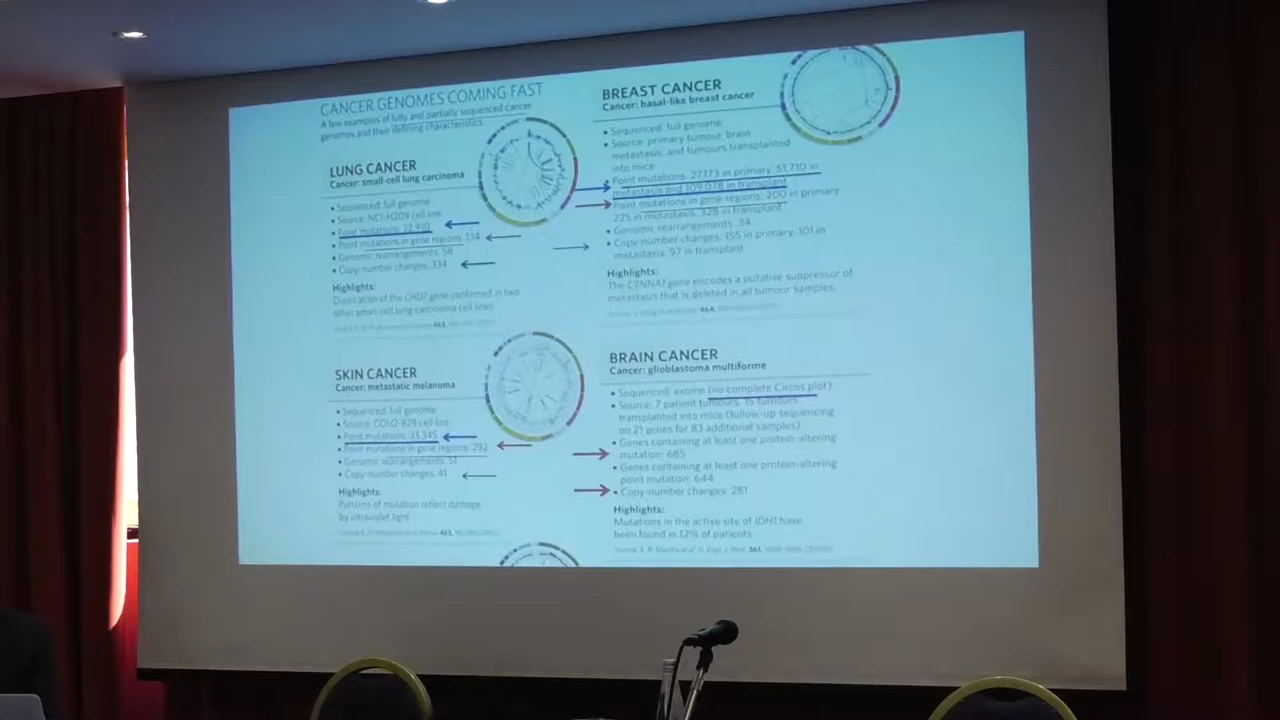 CANCER GENOMES COMING FAST
A few examples of fully and partially sequenced cancer
genomes and their defining characteristics.
LUNG CANCER
Cancer: small-cell lung carcinoma
• Sequenced: full genome
• Source: NCI-H209 cell line
• Point mutations: 22,910
• Point mutations in gene regions: 134
• Genomic rearrangements: 58
• Copy-number changes: 334
Highlights:
Duplication of the CHD7 gene confirmed in two
other small-cell lung carcinoma cell lines
SKIN CANCER
Cancer: metastatic melanoma
• Sequenced: full genome
• Source: COLO-829 cell line
• Point mutations: 33,345
• Point mutations in gene regions: 292
• Genomic rearrangements: 51
• Copy-number changes: 41
Highlights:
Patterns of mutation reflect damage
by ultraviolet light
BREAST CANCER
Cancer: basal-like breast cancer
• Sequenced: full genome
• Source: primary tumour, brain
metastasis, and tumours transplanted
into mice
• Point mutations: 27,173 in primary, 51,710 in
metastasis and 109,078 in transplant
• Point mutations in gene regions: 200 in primary,
225 in metastasis, 328 in transplant
• Genomic rearrangements: 34
• Copy-number changes: 155 in primary, 101 in
metastasis, 97 in transplant
Highlights:
The CTNNA1 gene encodes a putative suppressor of
metastasis that is deleted in all tumour samples
BRAIN CANCER
Cancer: glioblastoma multiforme
• Sequenced: exome (no complete Circos plot)
• Source: 7 patient tumours, 15 tumours
transplanted into mice (follow-up sequencing
on 21 genes for 83 additional samples)
• Genes containing at least one protein-altering
mutation: 685
• Genes containing at least one protein-altering
point mutation: 644
• Copy-number changes: 281
Highlights:
Mutations in the active site of IDH1 have
been found in 12% of patients